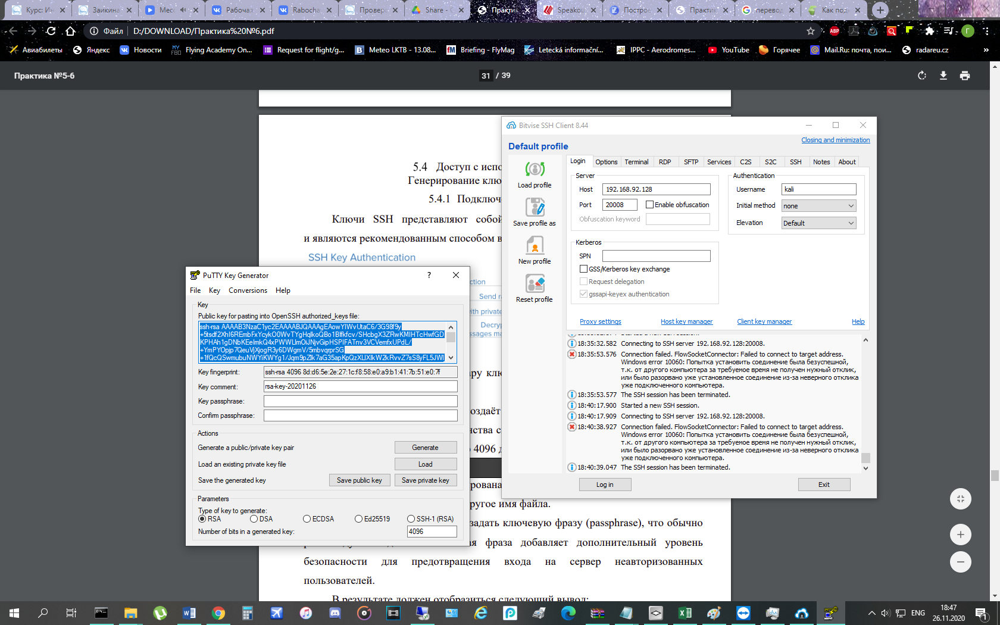 Курс: Ин
Заикина
Месс
Рабочая
Rabocha
Провер
Share - G
Практи
Speakou
Построе
Практи
перевод
Как под
Файл
D:/DOWNLOAD/Практика%20№6.pdf
ABP
Г
Авиабилеты
Яндекс
Новости
Flying Academy On...
Request for flight/g...
Meteo LKTB - 13.08...
Briefing - FlyMag
Letecká informační...
IPPC - Aerodromes...
YouTube
Горячее
Mail.Ru: почта, пои...
radareu.cz
»
Практика №5-6
31 / 39
5.4 Доступ с испо
Генерирование клю
5.4.1 Подключ
Ключи SSH представляют собой
и являются рекомендованным способом в
SSH Key Authentication
ction
Send r
ith privat
Decryp
ssages ma
ару клю
оздаёт
нства с
4096 д
рована
ругое имя файла.
задать ключевую фразу (passphrase), что обычно
ая фраза добавляет дополнительный уровень
безопасности для предотвращения входа на сервер неавторизованных
пользователей.
В результате должен отобразиться следующий вывод:
PuTTY Key Generator
?
File Key Conversions Help
Key
Public key for pasting into OpenSSH authorized_keys file:
+5tsdf2XhI6REmbFxYcykO0WvTYgHqIkoQBo1BIfkfcv/SHcbgX3ZRwKMIHTcHwfGD
Key fingerprint:
ssh-rsa 4096 8d:d6:5e:2e:27:1c:f8:58:e0:a9:b1:41:7b:51:e0:7f
Key comment:
rsa-key-20201126
Key passphrase:
Confirm passphrase:
Actions
Generate a public/private key pair
Generate
Load an existing private key file
Load
Save the generated key
Save public key
Save private key
Parameters
Type of key to generate:
RSA
DSA
ECDSA
Ed25519
SSH-1 (RSA)
Number of bits in a generated key:
4096
Bitvise SSH Client 8.44
Default profile
Closing and minimization
Load profile
Save profile as
New profile
Reset profile
Login Options Terminal RDP SFTP Services C2S S2C SSH Notes About
Server
Host
192.168.92.128
Port
20008
Enable obfuscation
Obfuscation keyword
Authentication
Username
kali
Initial method
none
Elevation
Default
Kerberos
SPN
GSS/Kerberos key exchange
Request delegation
gssapi-keyex authentication
Proxy settings
Host key manager
Client key manager
Help
18:35:32.582 Connecting to SSH server 192.168.92.128:20008.
18:35:53.576 Connection failed. FlowSocketConnector: Failed to connect to target address.
Windows error 10060: Попытка установить соединение была безуспешной,
т.к. от другого компьютера за требуемое время не получен нужный отклик,
или было разорвано уже установленное соединение из-за неверного отклика
уже подключенного компьютера.
18:35:53.577 The SSH session has been terminated.
18:40:17.900 Started a new SSH session.
18:40:17.909 Connecting to SSH server 192.168.92.128:20008.
18:40:38.927 Connection failed. FlowSocketConnector: Failed to connect to target address.
Windows error 10060: Попытка установить соединение была безуспешной,
т.к. от другого компьютера за требуемое время не получен нужный отклик,
или было разорвано уже установленное соединение из-за неверного отклика
уже подключенного компьютера.
18:40:39.047 The SSH session has been terminated.
Log in
Exit
ENG
18:47
26.11.2020
1